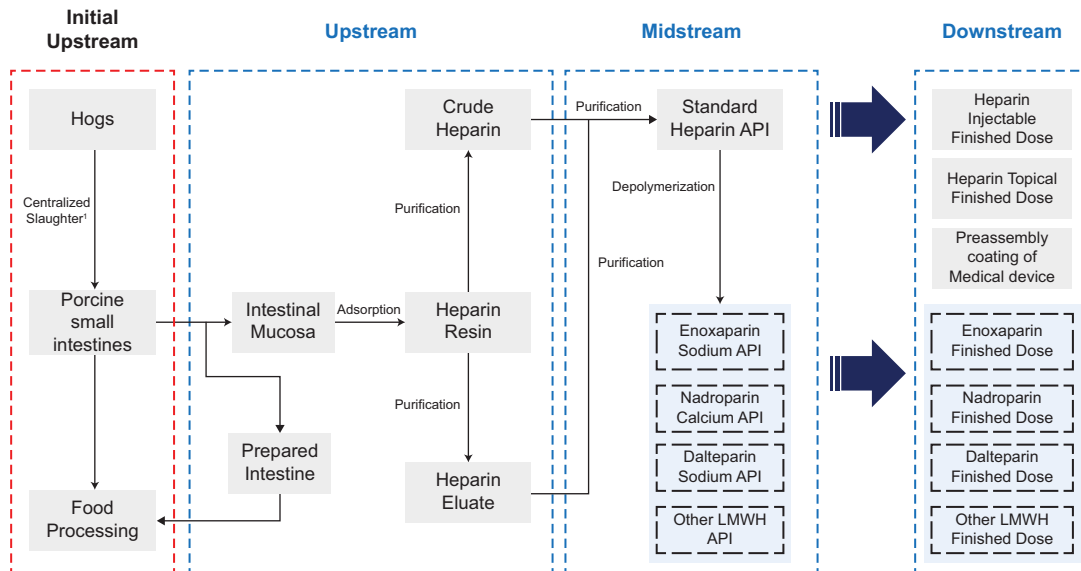 Initial
Upstream
Upstream
Midstream
Downstream
Hogs
Centralized
Slaughter¹
Porcine
small
intestines
Food
Processing
Intestinal
Mucosa
Prepared
Intestine
Adsorption
Crude
Heparin
Purification
Heparin
Resin
Purification
Heparin
Eluate
Purification
Purification
Standard
Heparin API
Depolymerization
Enoxaparin
Sodium API
Nadroparin
Calcium API
Dalteparin
Sodium API
Other LMWH
API
Heparin
Injectable
Finished Dose
Heparin Topical
Finished Dose
Preassembly
coating of
Medical device
Enoxaparin
Finished Dose
Nadroparin
Finished Dose
Dalteparin
Finished Dose
Other LMWH
Finished Dose